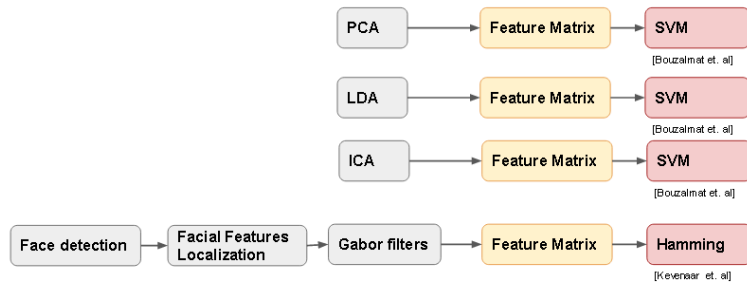 PCA
Feature Matrix
SVM
[Bouzalmat et. al]
LDA
Feature Matrix
SVM
[Bouzalmat et. al]
ICA
Feature Matrix
SVM
[Bouzalmat et. al]
Face detection
Facial Features
Localization
Gabor filters
Feature Matrix
Hamming
[Kevenaar et. al]